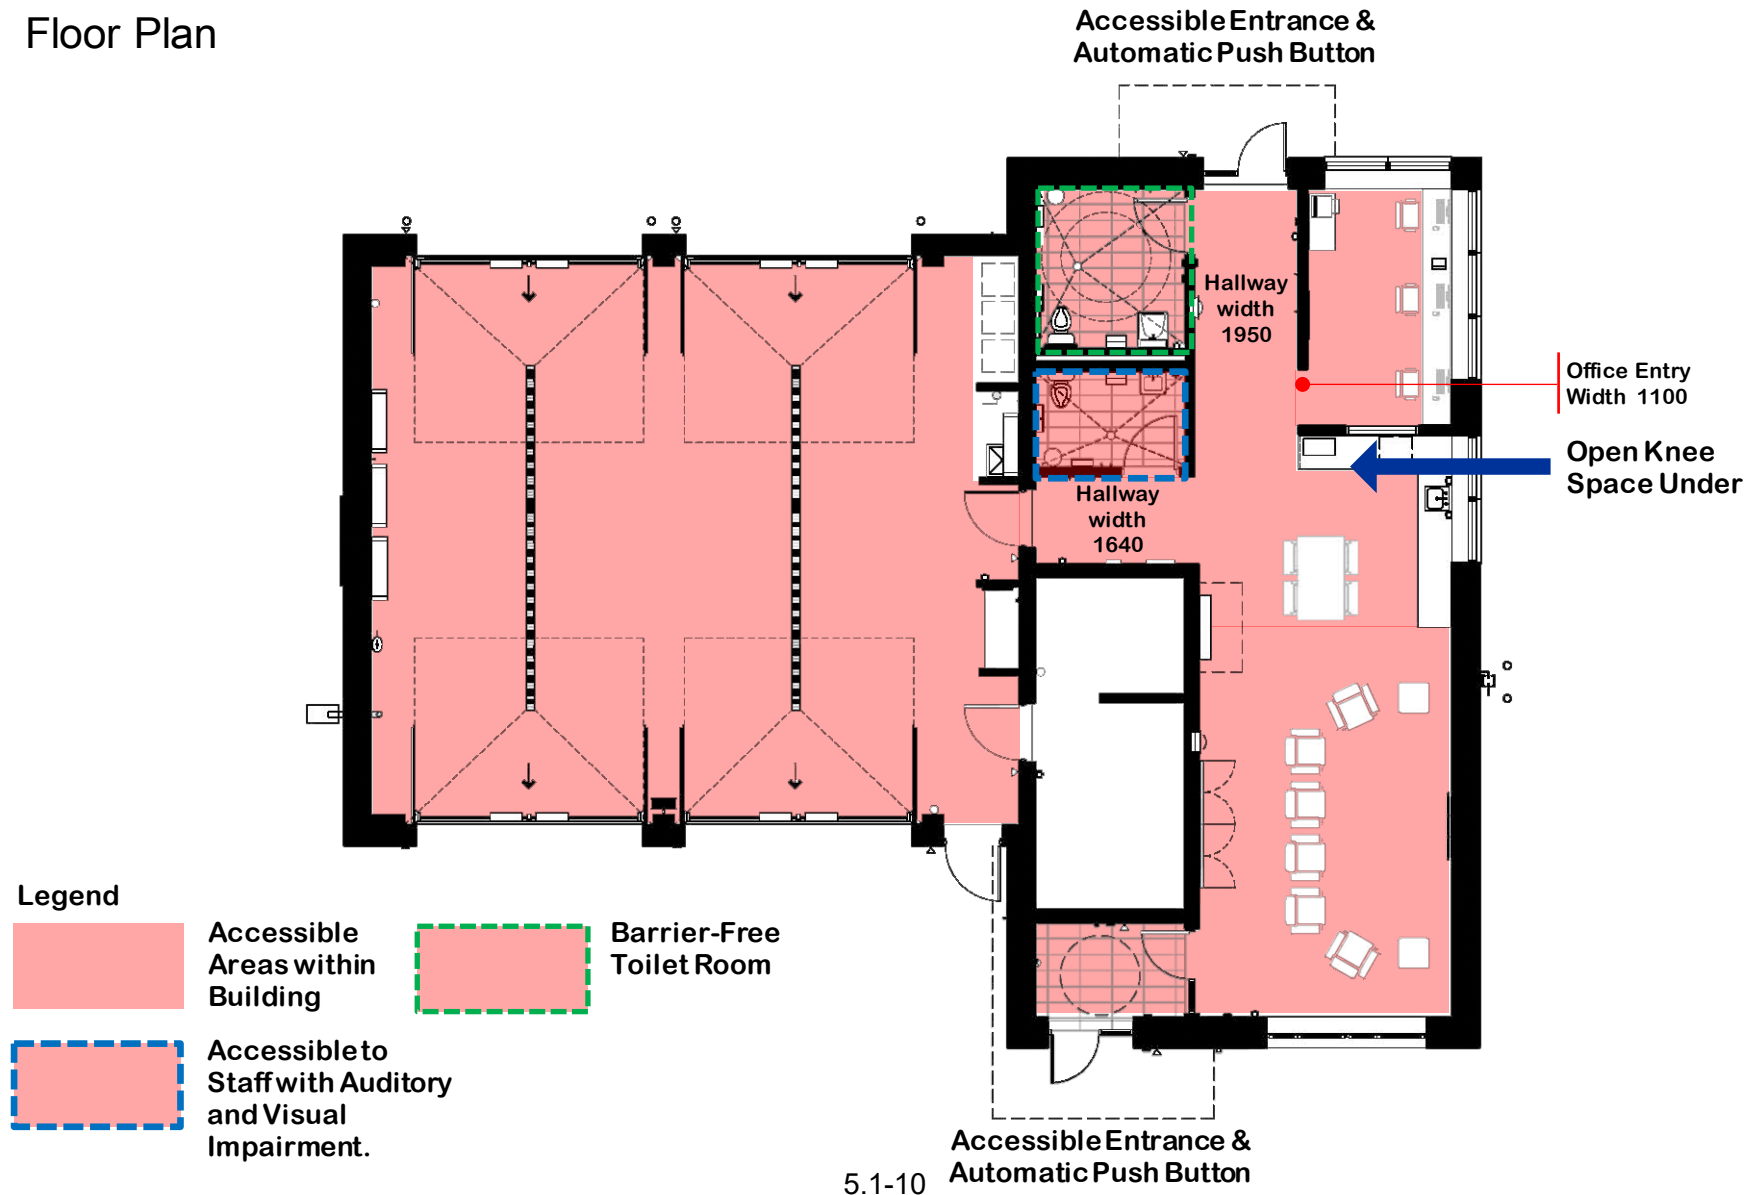 Floor Plan
Accessible Entrance &
Automatic Push Button
Hallway
width
1950
Office Entry
Width 1100
Open Knee
Space Under
Hallway
width
1640
Legend
Accessible
Areas within
Building
Barrier-Free
Toilet Room
Accessible to
Staff with Auditory
and Visual
Impairment.
Accessible Entrance &
Automatic Push Button
5.1-10